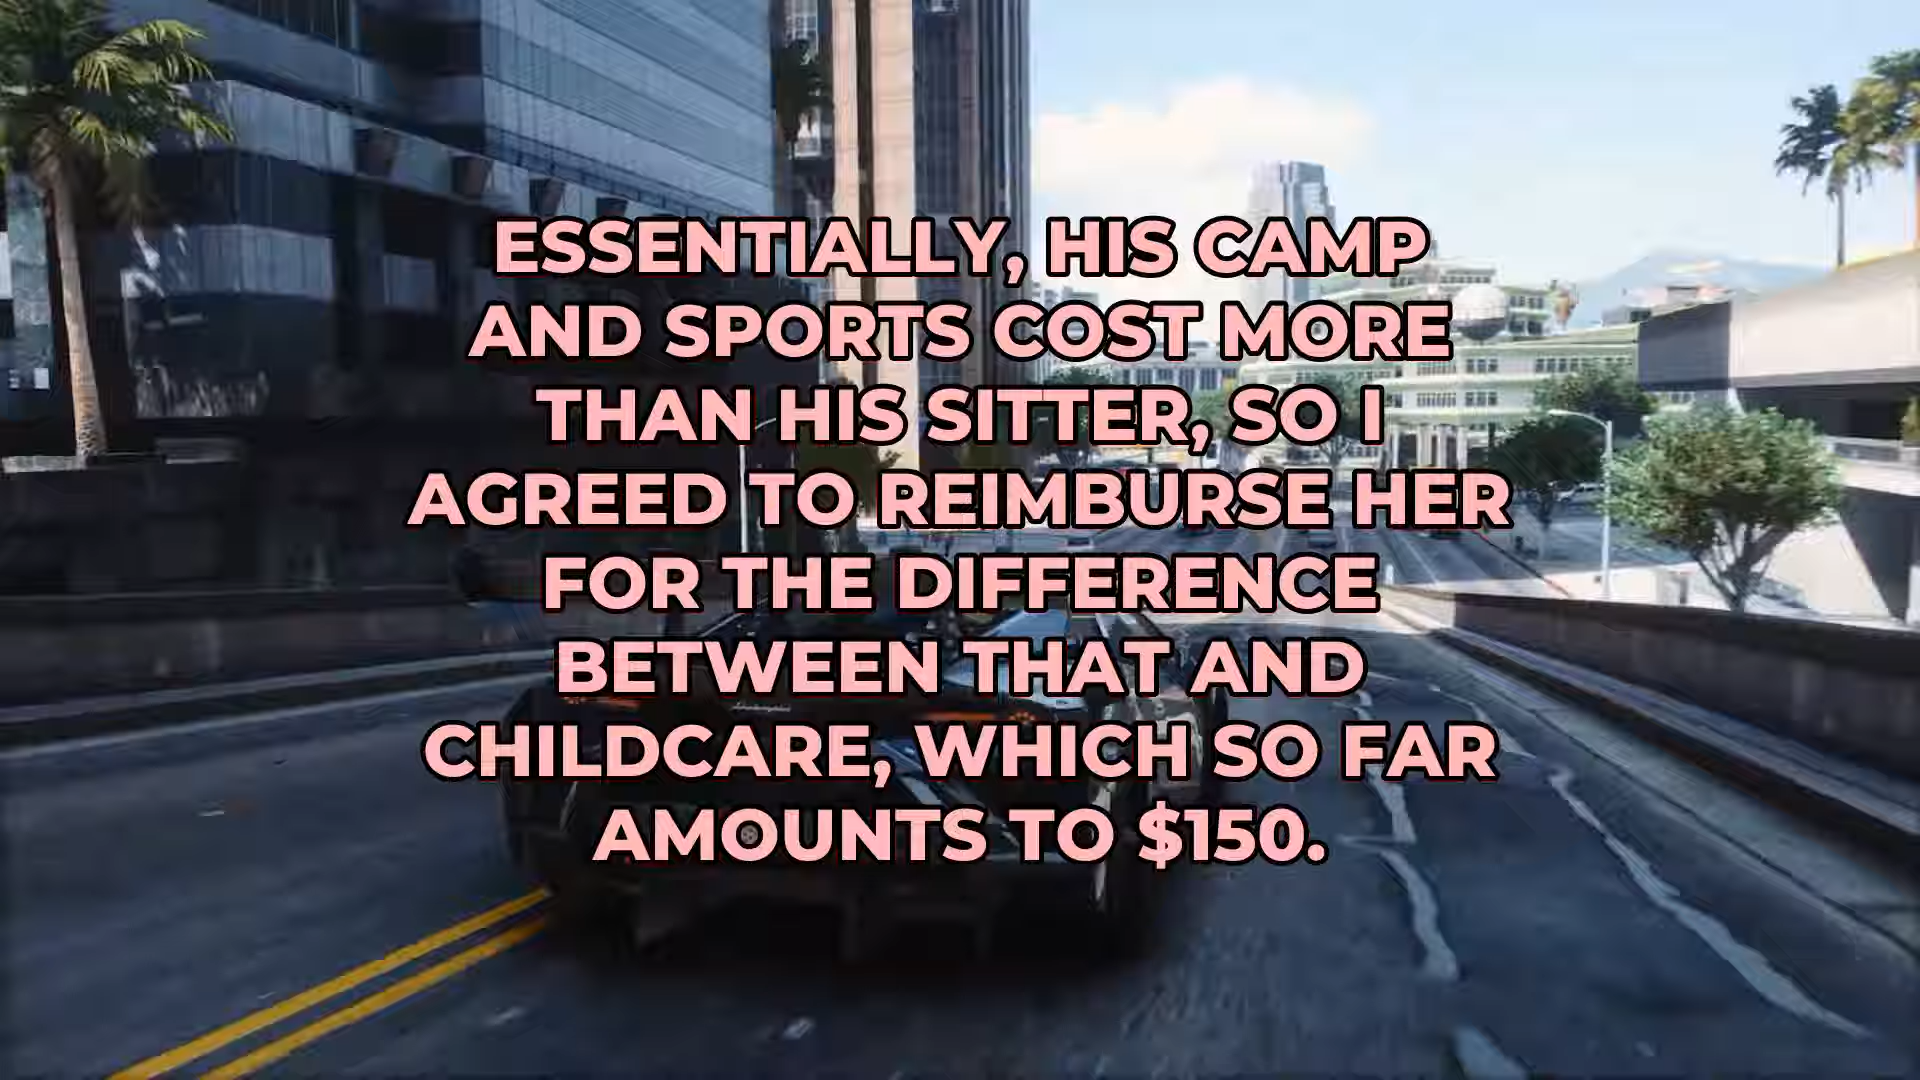 ESSENTIALLY, HIS CAMP
AND SPORTS COST MORE
THAN HIS SITTER, SO I
AGREED TO REIMBURSE HER
FOR THE DIFFERENCE
BETWEEN THAT AND
CHILDCARE, WHICH SO FAR
AMOUNTS TO $150.